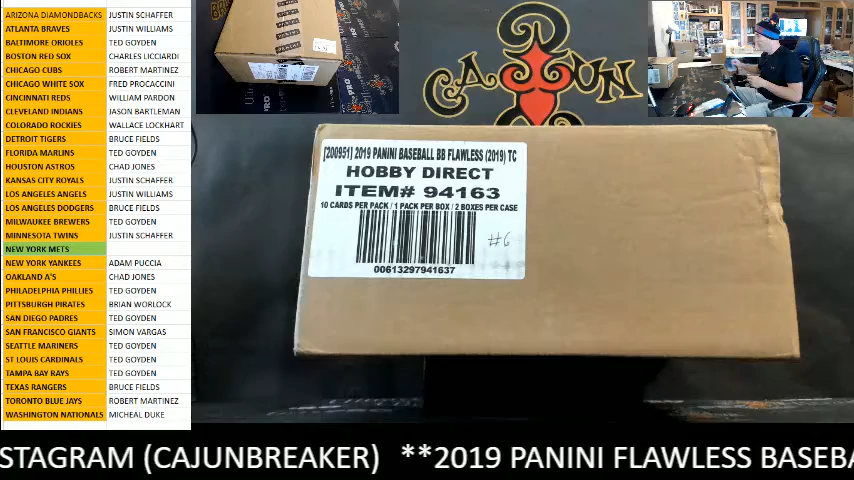 ARIZONA DIAMONDBACKS JUSTIN SCHAFFER
ATLANTA BRAVES JUSTIN WILLIAMS
BALTIMORE ORIOLES TED GOYDEN
BOSTON RED SOX CHARLES LICCIARDI
CHICAGO CUBS ROBERT MARTINEZ
CHICAGO WHITE SOX FRED PROCACCINI
CINCINNATI REDS WILLIAM PARDON
CLEVELAND INDIANS JASON BARTLEMAN
COLORADO ROCKIES WALLACE LOCKHART
DETROIT TIGERS BRUCE FIELDS
FLORIDA MARLINS TED GOYDEN
HOUSTON ASTROS CHAD JONES
KANSAS CITY ROYALS JUSTIN SCHAFFER
LOS ANGELES ANGELS JUSTIN WILLIAMS
LOS ANGELES DODGERS BRUCE FIELDS
MILWAUKEE BREWERS TED GOYDEN
MINNESOTA TWINS JUSTIN SCHAFFER
NEW YORK METS
NEW YORK YANKEES ADAM PUCCIA
OAKLAND A'S CHAD JONES
PHILADELPHIA PHILLIES TED GOYDEN
PITTSBURGH PIRATES BRIAN WORLOCK
SAN DIEGO PADRES TED GOYDEN
SAN FRANCISCO GIANTS SIMON VARGAS
SEATTLE MARINERS TED GOYDEN
ST LOUIS CARDINALS TED GOYDEN
TAMPA BAY RAYS TED GOYDEN
TEXAS RANGERS BRUCE FIELDS
TORONTO BLUE JAYS ROBERT MARTINEZ
WASHINGTON NATIONALS MICHEAL DUKE
CAJUN
[200951] 2019 PANINI BASEBALL BB FLAWLESS (2019) TC
HOBBY DIRECT
ITEM# 94163
10 CARDS PER PACK / 1 PACK PER BOX / 2 BOXES PER CASE
#6
00613297941637
STAGRAM (CAJUNBREAKER) **2019 PANINI FLAWLESS BASEBA